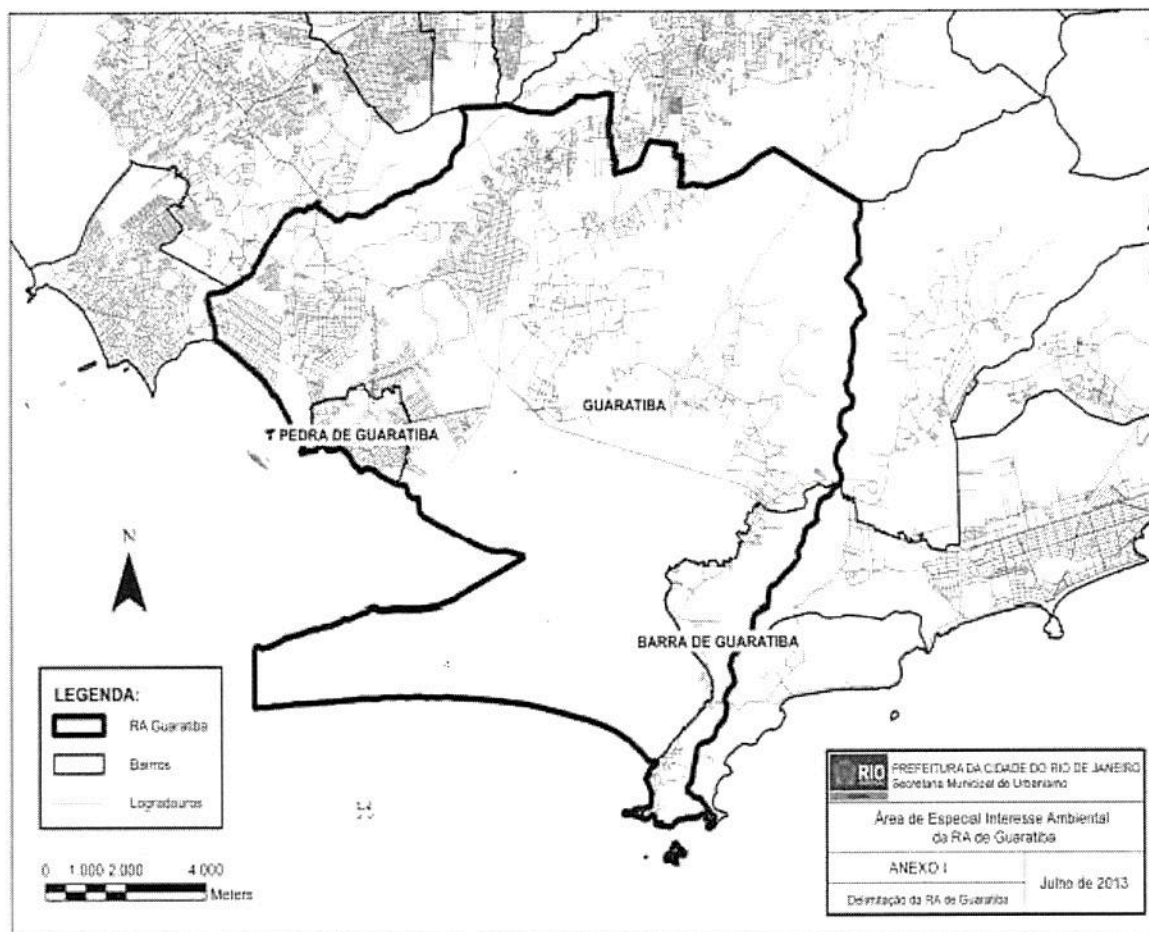 GUARATIBA
PEDRA DE GUARATIBA
N
BARRA DE GUARATIBA
LEGENDA:
RA Guaratiba
Bairros
Logradouros
0 1.000 2.000 4.000
Meters
RIO
PREFEITURA DA CIDADE DO RIO DE JANEIRO
Secretaria Municipal de Urbanismo
Área de Especial Interesse Ambiental
da RA de Guaratiba
ANEXO I
Julho de 2013
Delimitação da RA de Guaratiba